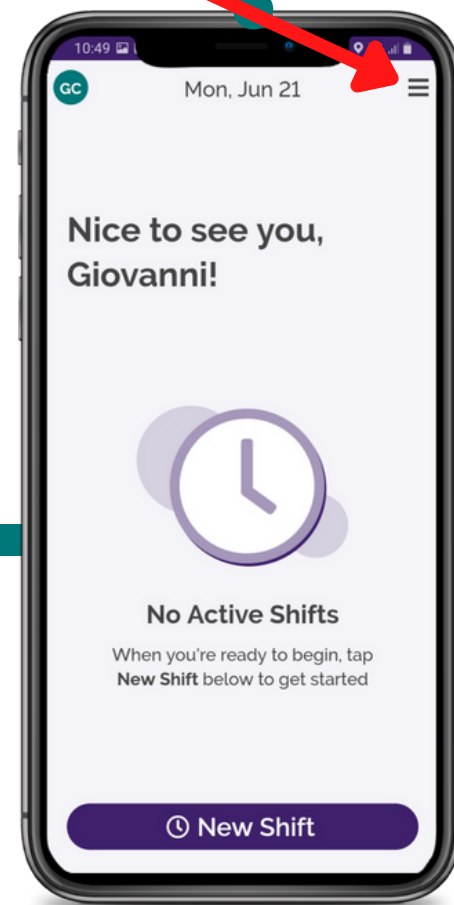 10:49
GC
Mon, Jun 21
Nice to see you,
Giovanni!
No Active Shifts
When you're ready to begin, tap
New Shift below to get started
New Shift